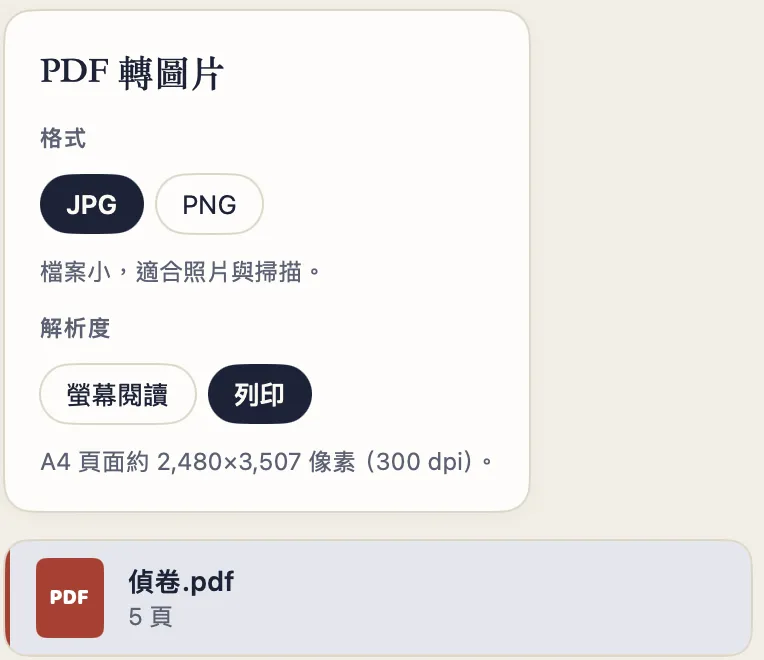 PDF 轉圖片
格式
JPG PNG
檔案小，適合照片與掃描。
解析度
螢幕閱讀 列印
A4 頁面約 2,480×3,507 像素（300 dpi）。
PDF
偵卷.pdf
5 頁